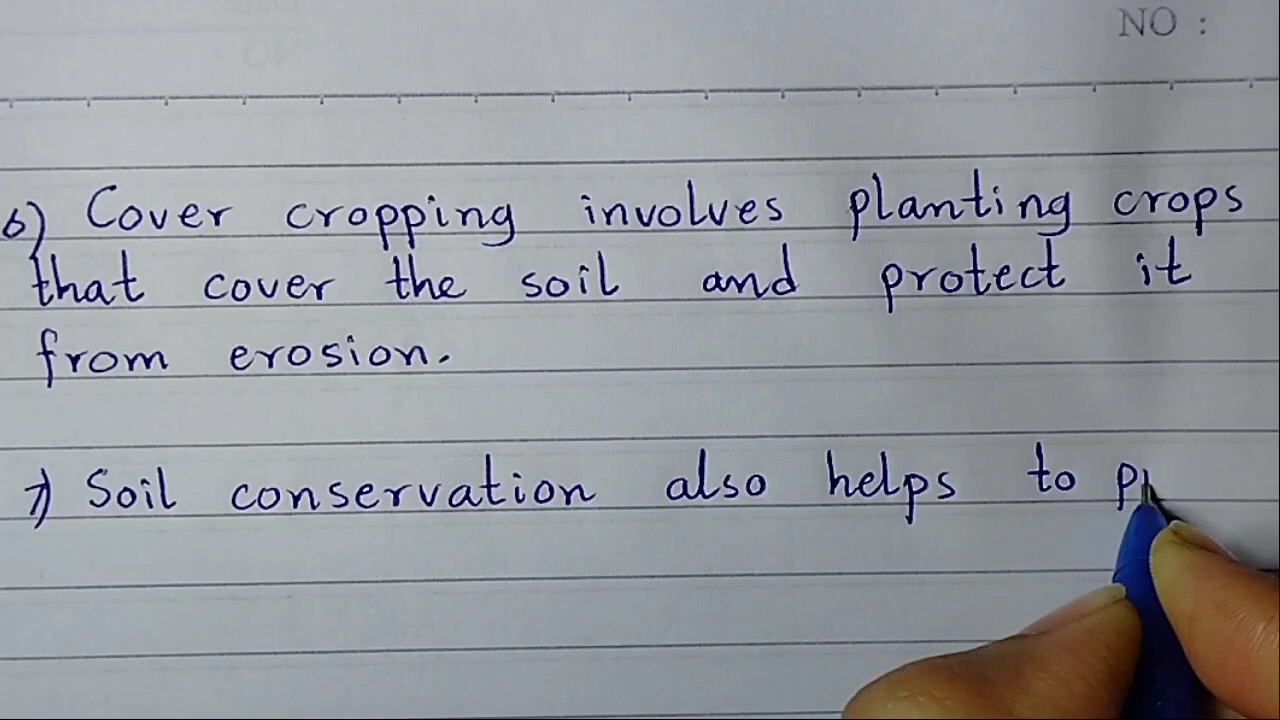 NO :
6) Cover cropping involves planting crops
that cover the soil and protect it
from erosion.
7) Soil conservation also helps to